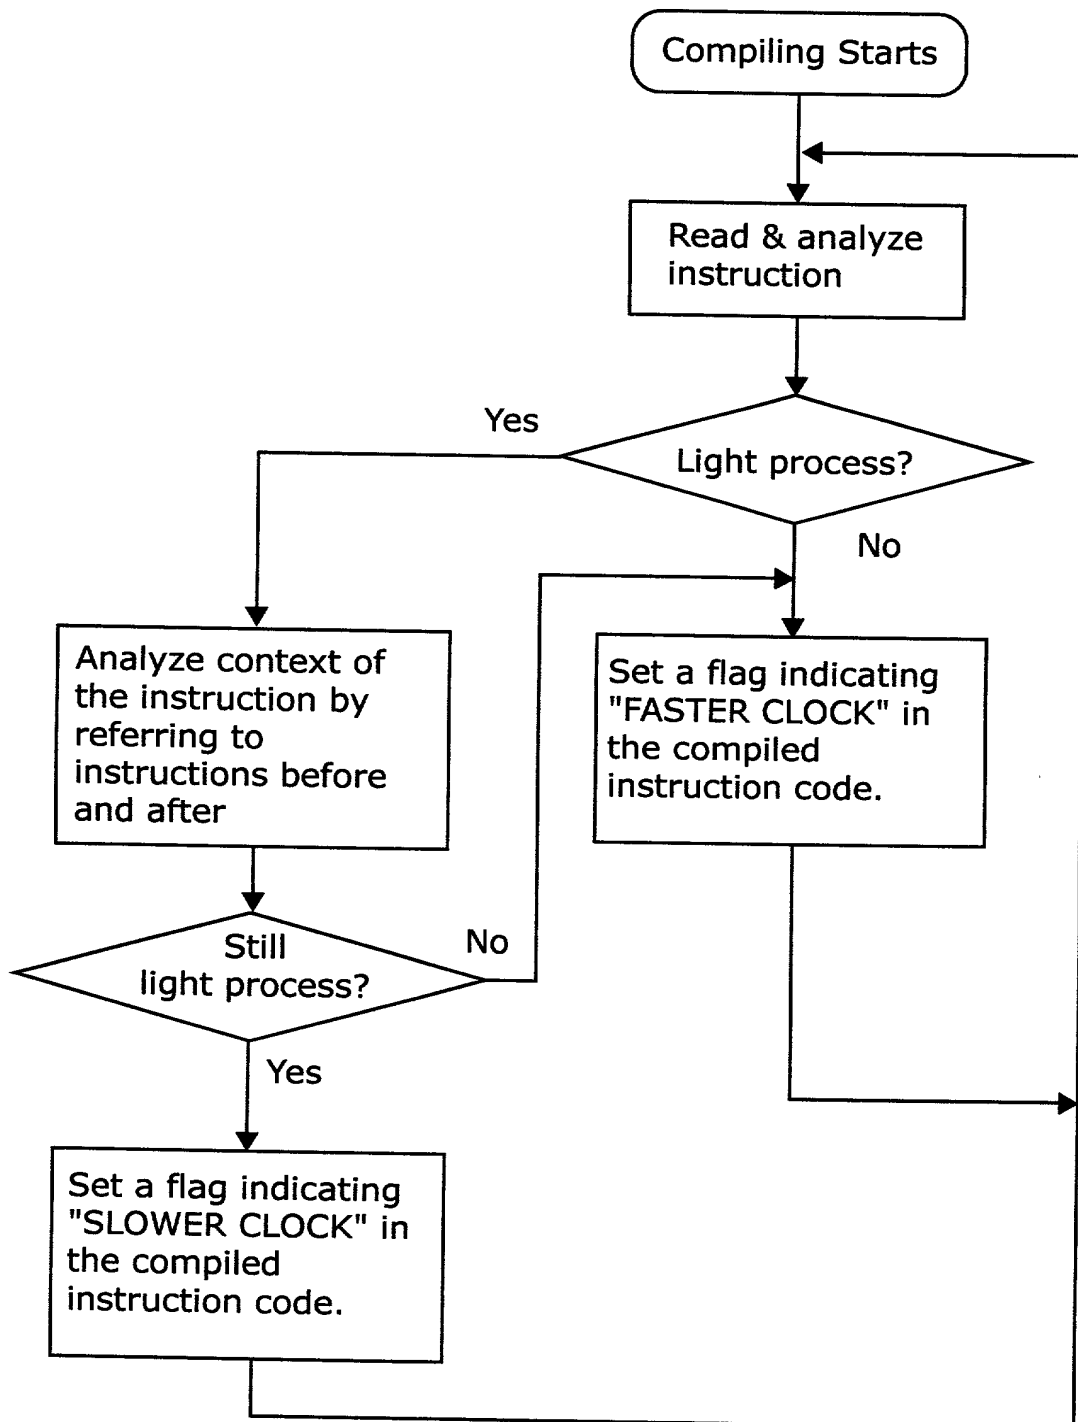 Compiling Starts
Read & analyze
instruction
Yes
Light process?
No
Analyze context of
the instruction by
referring to
instructions before
and after
Set a flag indicating
"FASTER CLOCK" in
the compiled
instruction code.
Still
light process?
No
Yes
Set a flag indicating
"SLOWER CLOCK" in
the compiled
instruction code.